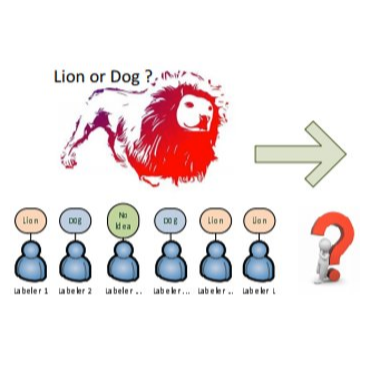 Lion or Dog ?
Lion
Dog
No
Idea
Dog
Lion
Lion
Labeler 1
Labeler 2
Labeler ..
Labeler ...
Labeler ..
Labeler L